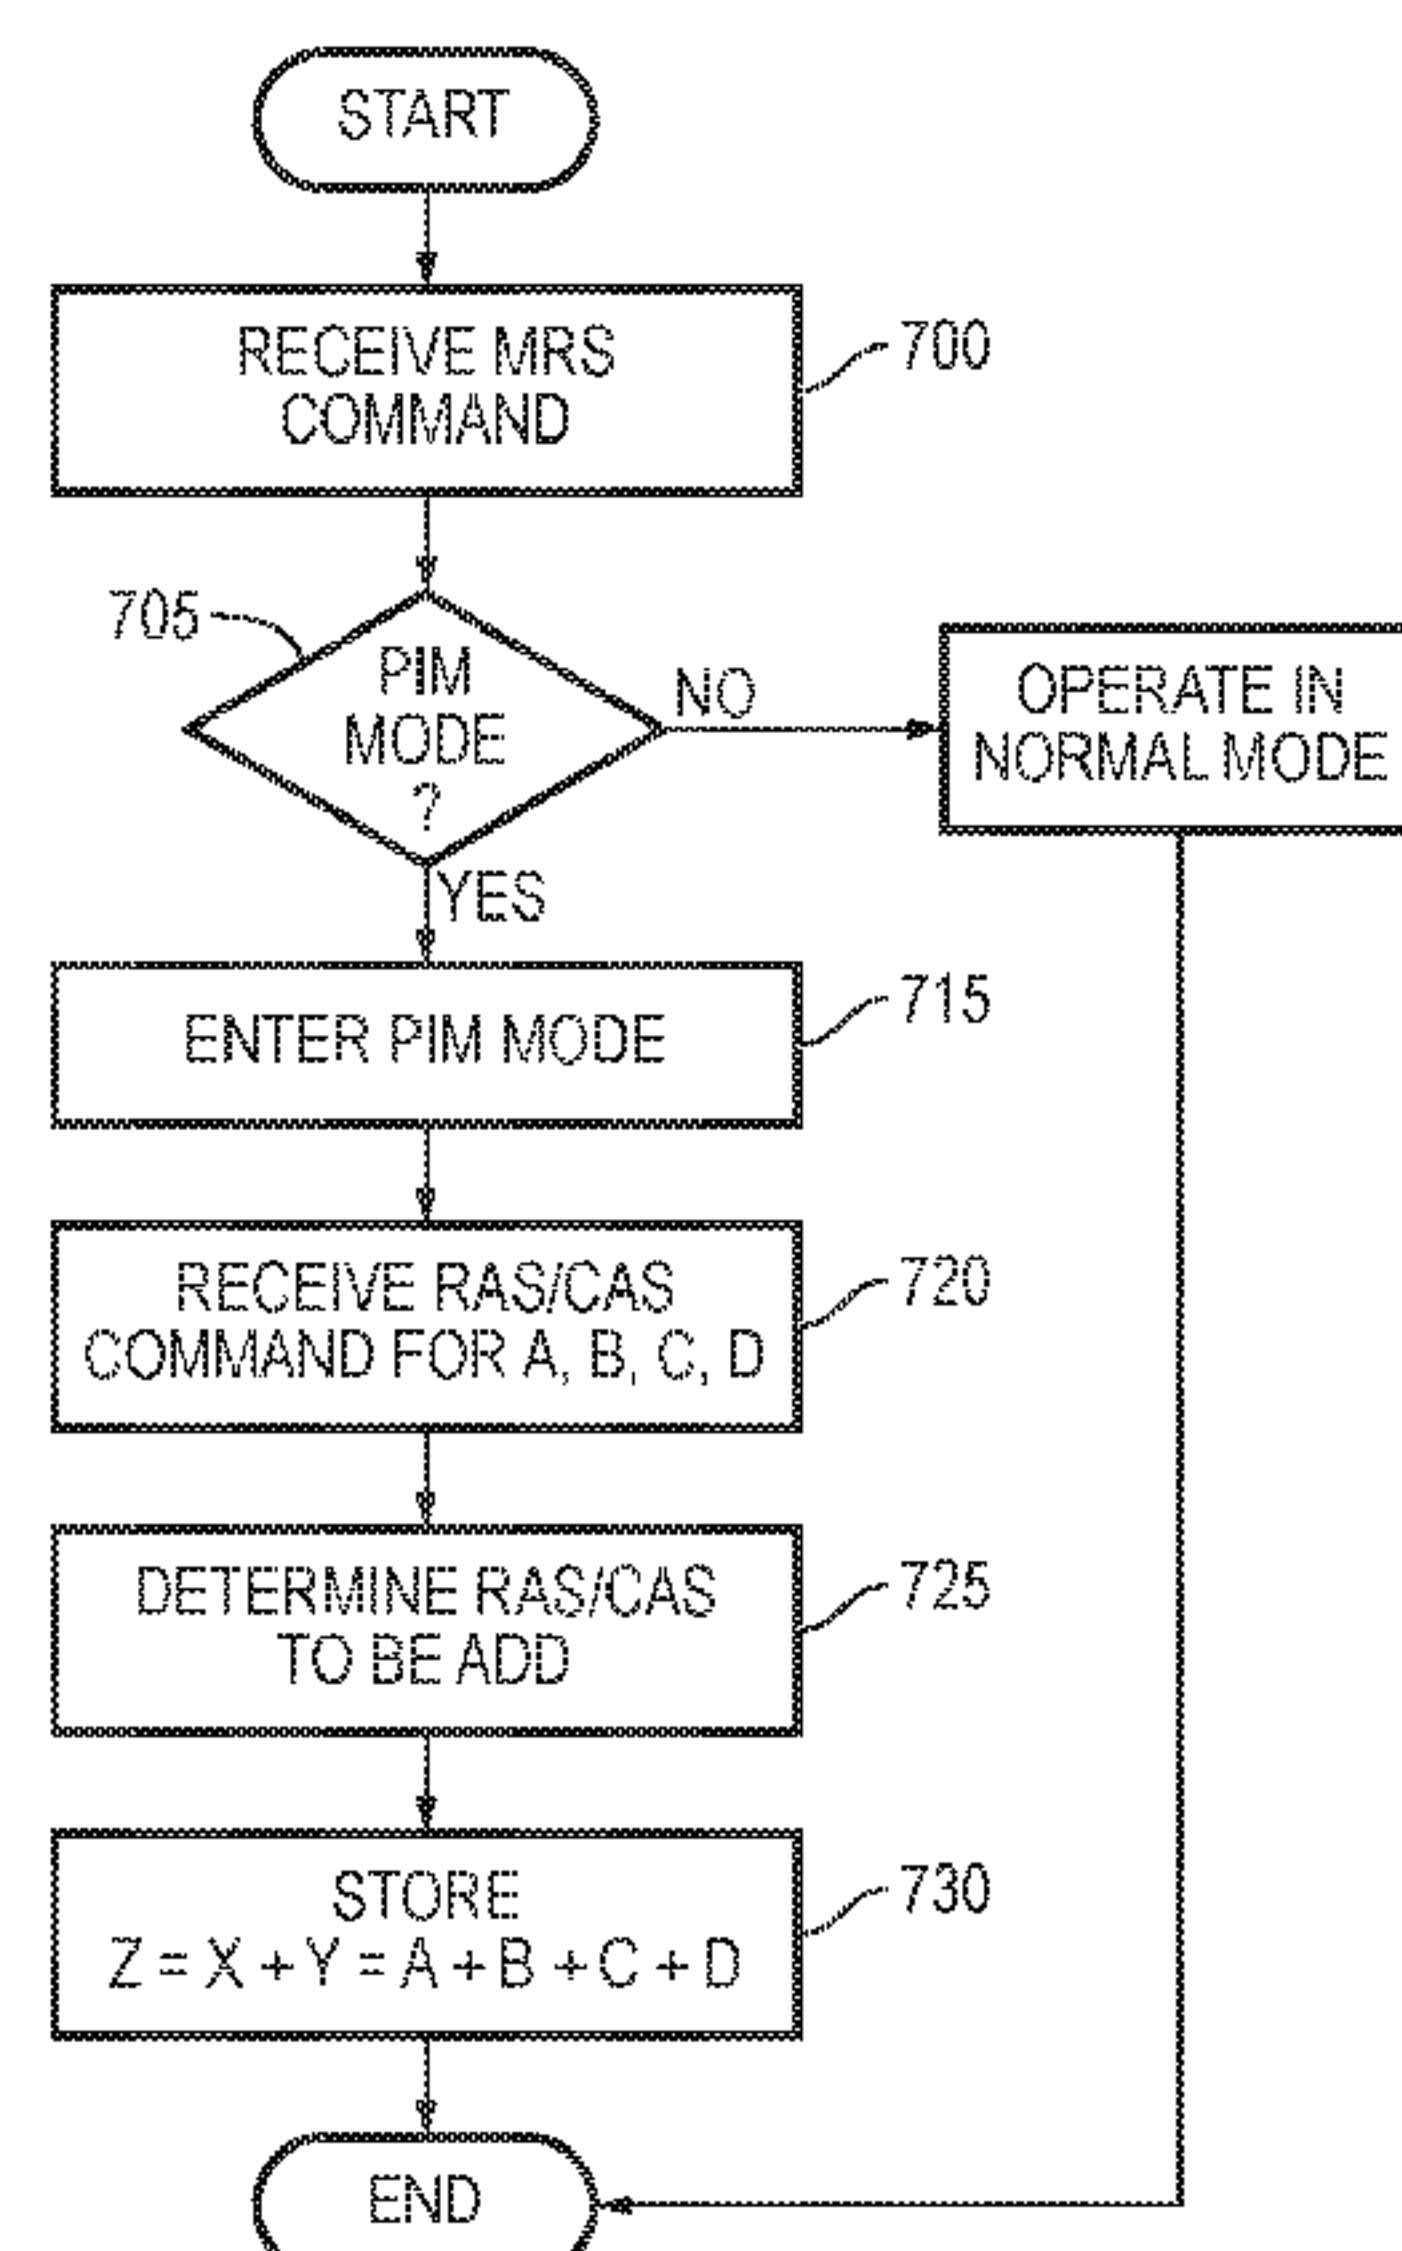 START
RECEIVE MRS
COMMAND
700
705
PIM
MODE
?
NO
OPERATE IN
NORMAL MODE
YES
ENTER PIM MODE
715
RECEIVE RAS/CAS
COMMAND FOR A, B, C, D
720
DETERMINE RAS/CAS
TO BE ADD
725
STORE
Z = X + Y = A + B + C + D
730
END